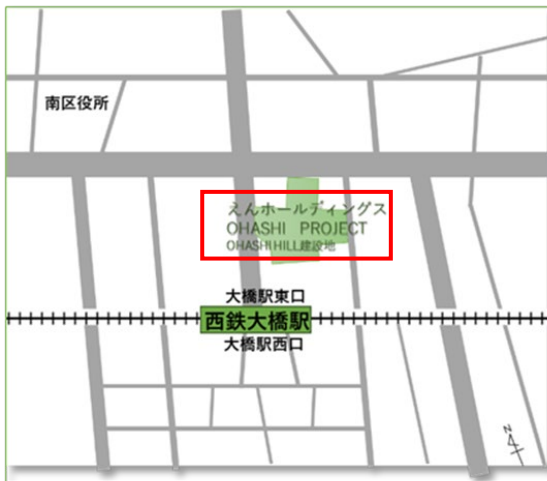 南区役所
えんホールディングス
OHASHI PROJECT
OHASHI HILL建設地
大橋駅東口
西鉄大橋駅
大橋駅西口
N